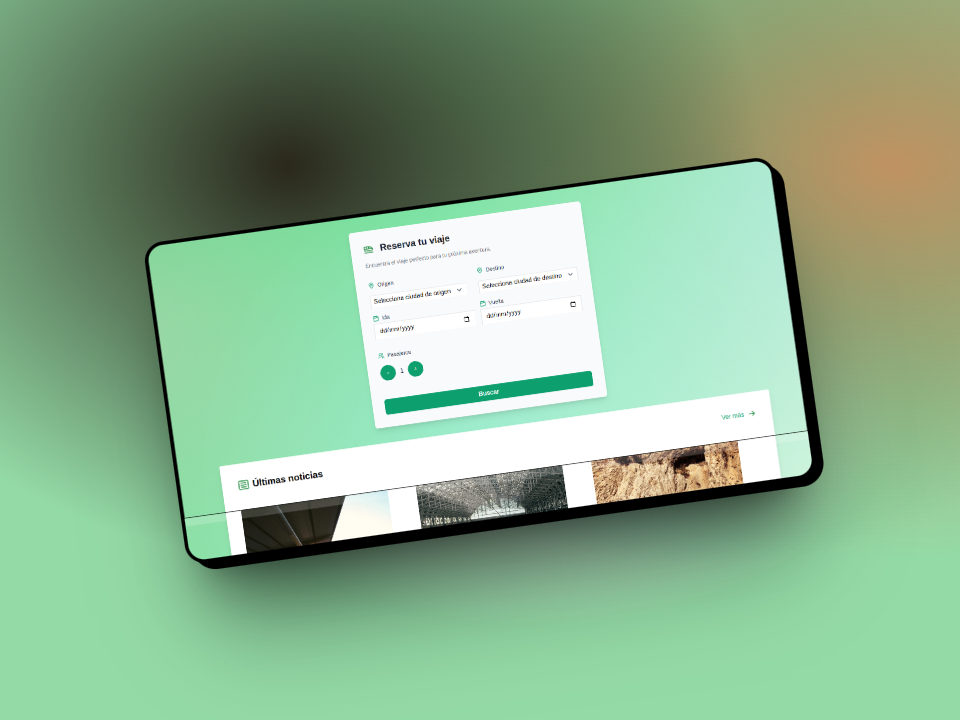 Reserva tu viaje
Encuentra el viaje perfecto para tu próxima aventura.
Origen
Selecciona ciudad de origen
Destino
Selecciona ciudad de destino
Ida
dd/mm/yyyy
Vuelta
dd/mm/yyyy
Pasajeros
- 1 +
Buscar
Últimas noticias
Ver más